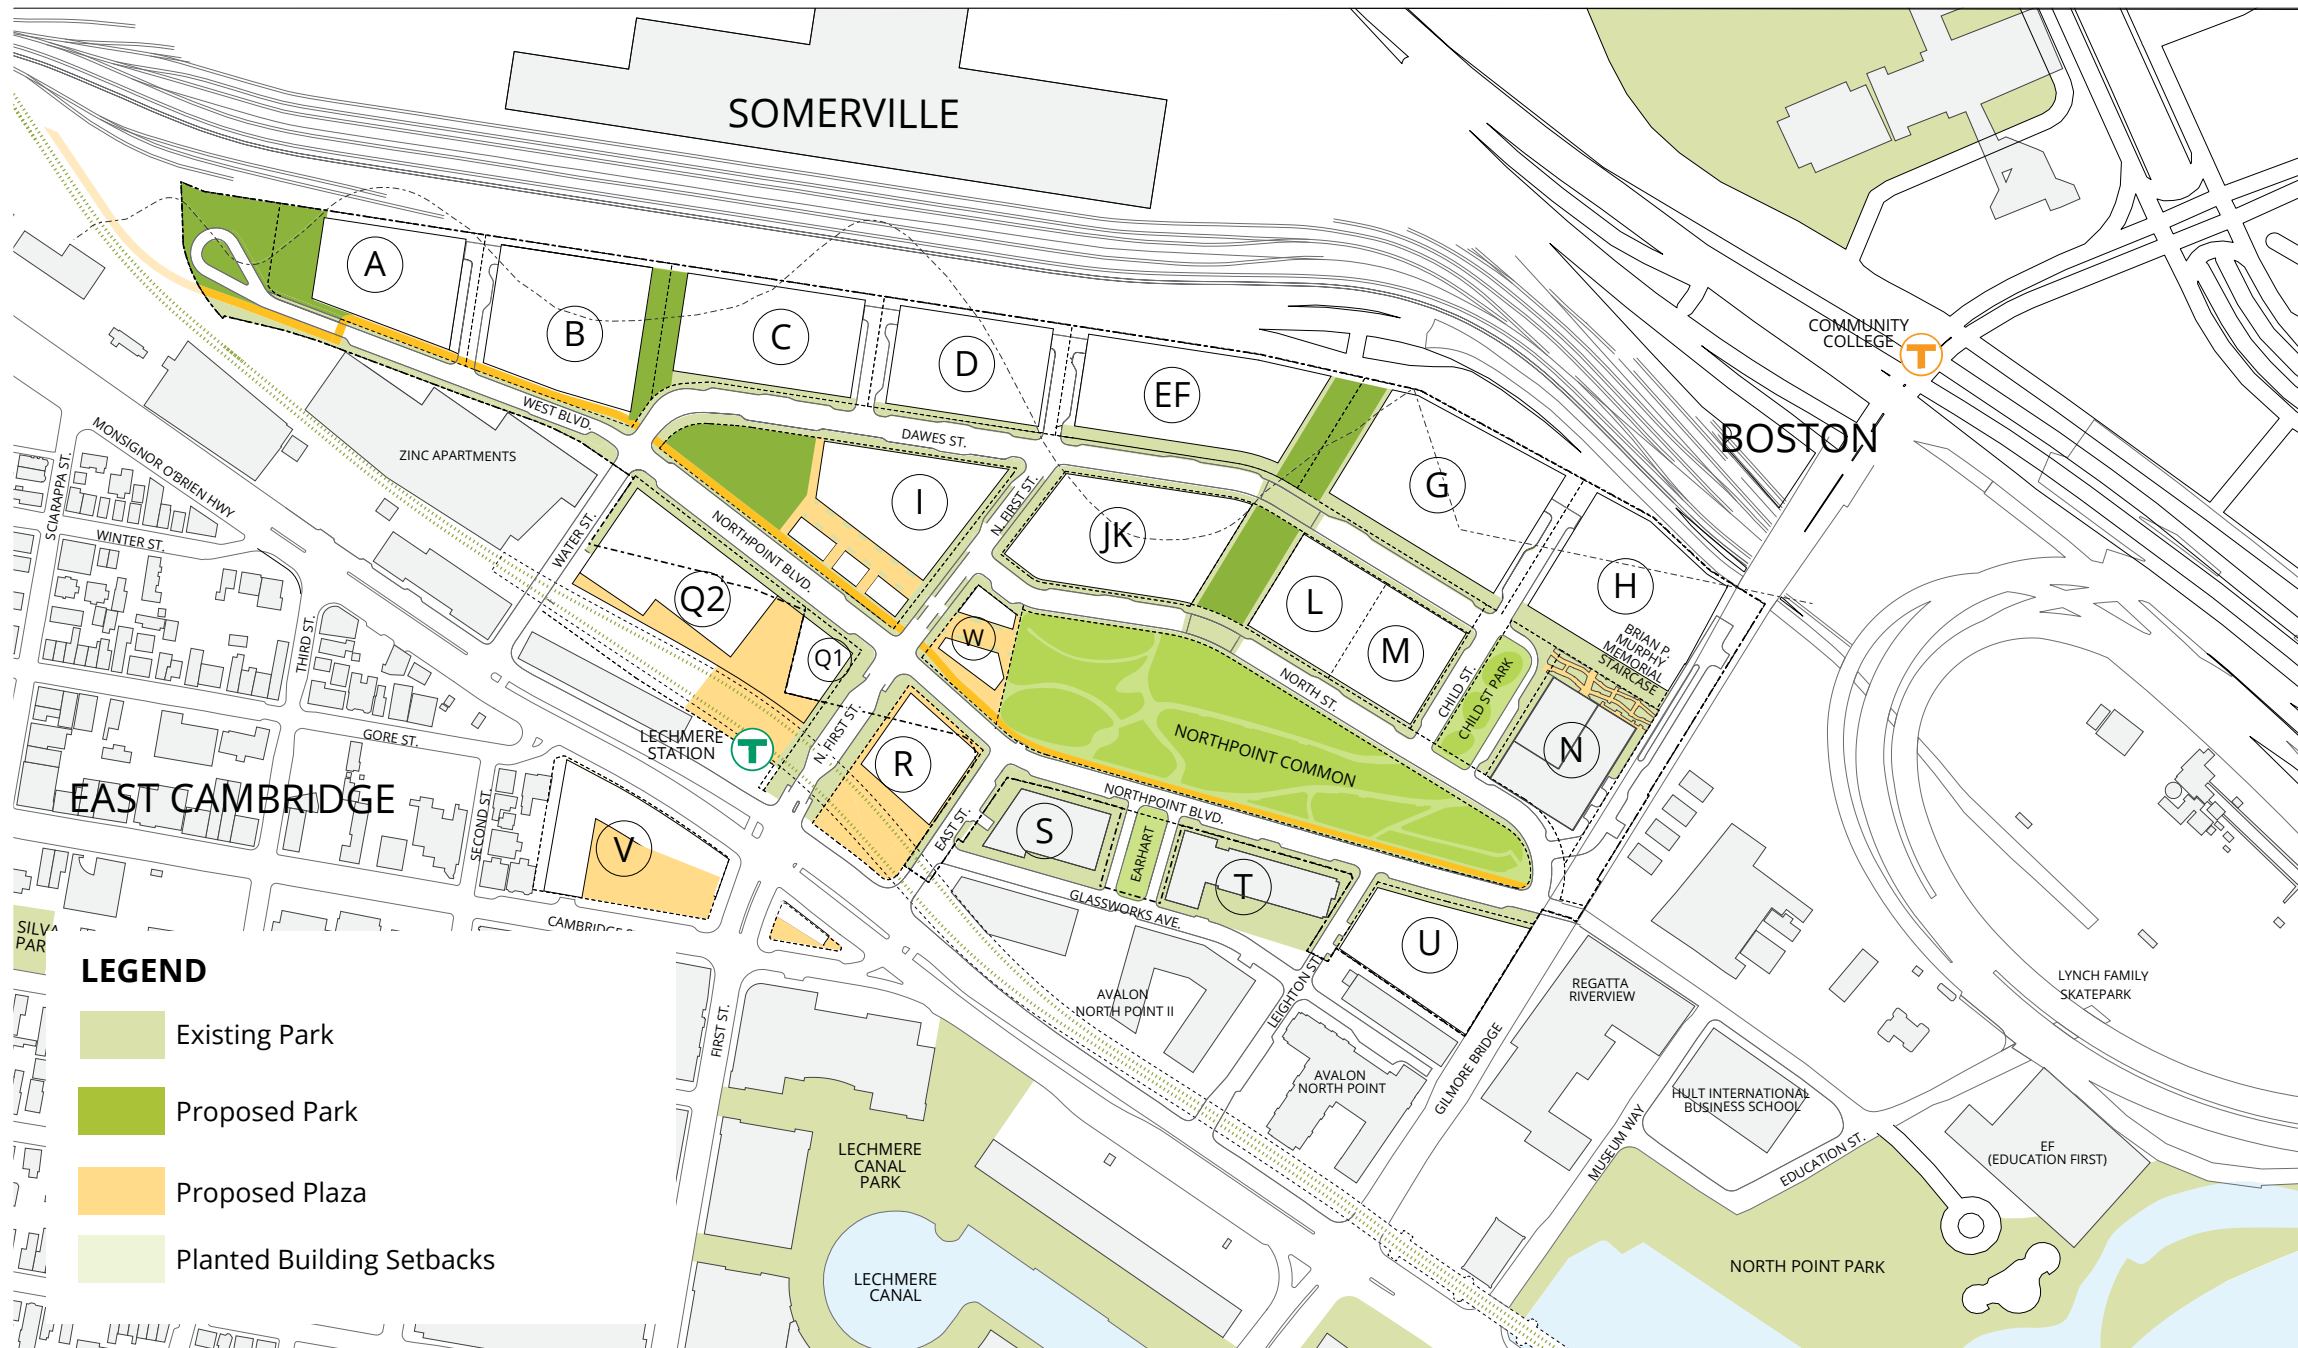 SOMERVILLE
A
B
C
D
EF
G
H
I
JK
L
M
N
Q2
Q1
W
R
S
T
U
V
COMMUNITY
COLLEGE
T
BOSTON
WEST BLVD.
DAWES ST.
ZINC APARTMENTS
MONSIGNOR O'BRIEN HWY
SCIARAPPA ST.
WINTER ST.
THIRD ST.
WATER ST.
NORTHPOINT BLVD.
N. FIRST ST.
BRIAN P.
MURPHY
MEMORIAL
STAIRCASE
CHILD ST.
CHILD ST PARK
NORTH ST.
NORTHPOINT COMMON
N. FIRST ST.
LECHMERE
STATION
T
GORE ST.
EAST CAMBRIDGE
SECOND ST.
EAST ST.
NORTHPOINT BLVD.
EARHART
GLASSWORKS AVE.
LEIGHTON ST.
CAMBRIDGE
SILVA
PAR
FIRST ST.
AVALON
NORTH POINT II
AVALON
NORTH POINT
GILMORE BRIDGE
REGATTA
RIVERVIEW
LYNCH FAMILY
SKATEPARK
HULT INTERNATIONAL
BUSINESS SCHOOL
MUSEUM WAY
EDUCATION ST.
EF
(EDUCATION FIRST)
NORTH POINT PARK
LECHMERE
CANAL
PARK
LECHMERE
CANAL
LEGEND
Existing Park
Proposed Park
Proposed Plaza
Planted Building Setbacks